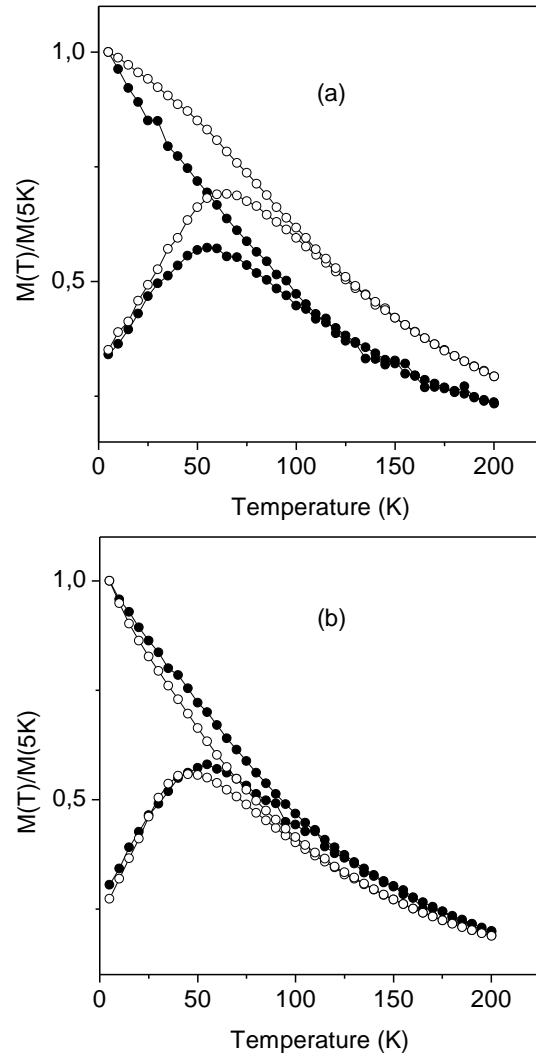 1,0
(a)
M(T)/M(5K)
0,5
0 50 100 150 200
Temperature (K)
1,0
(b)
M(T)/M(5K)
0,5
0 50 100 150 200
Temperature (K)